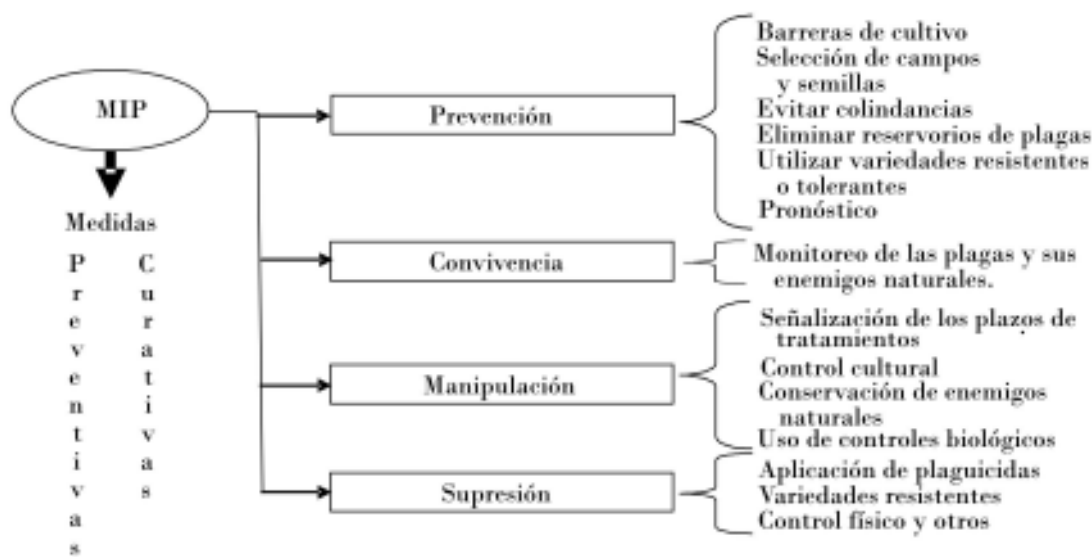 MIP
Medidas
Preventivas
Curativas
Prevención
Barreras de cultivo
Selección de campos
y semillas
Evitar colindancias
Eliminar reservorios de plagas
Utilizar variedades resistentes
o tolerantes
Pronóstico
Convivencia
Monitoreo de las plagas y sus
enemigos naturales.
Manipulación
Señalización de los plazos de
tratamientos
Control cultural
Conservación de enemigos
naturales
Uso de controles biológicos
Supresión
Aplicación de plaguicidas
Variedades resistentes
Control físico y otros